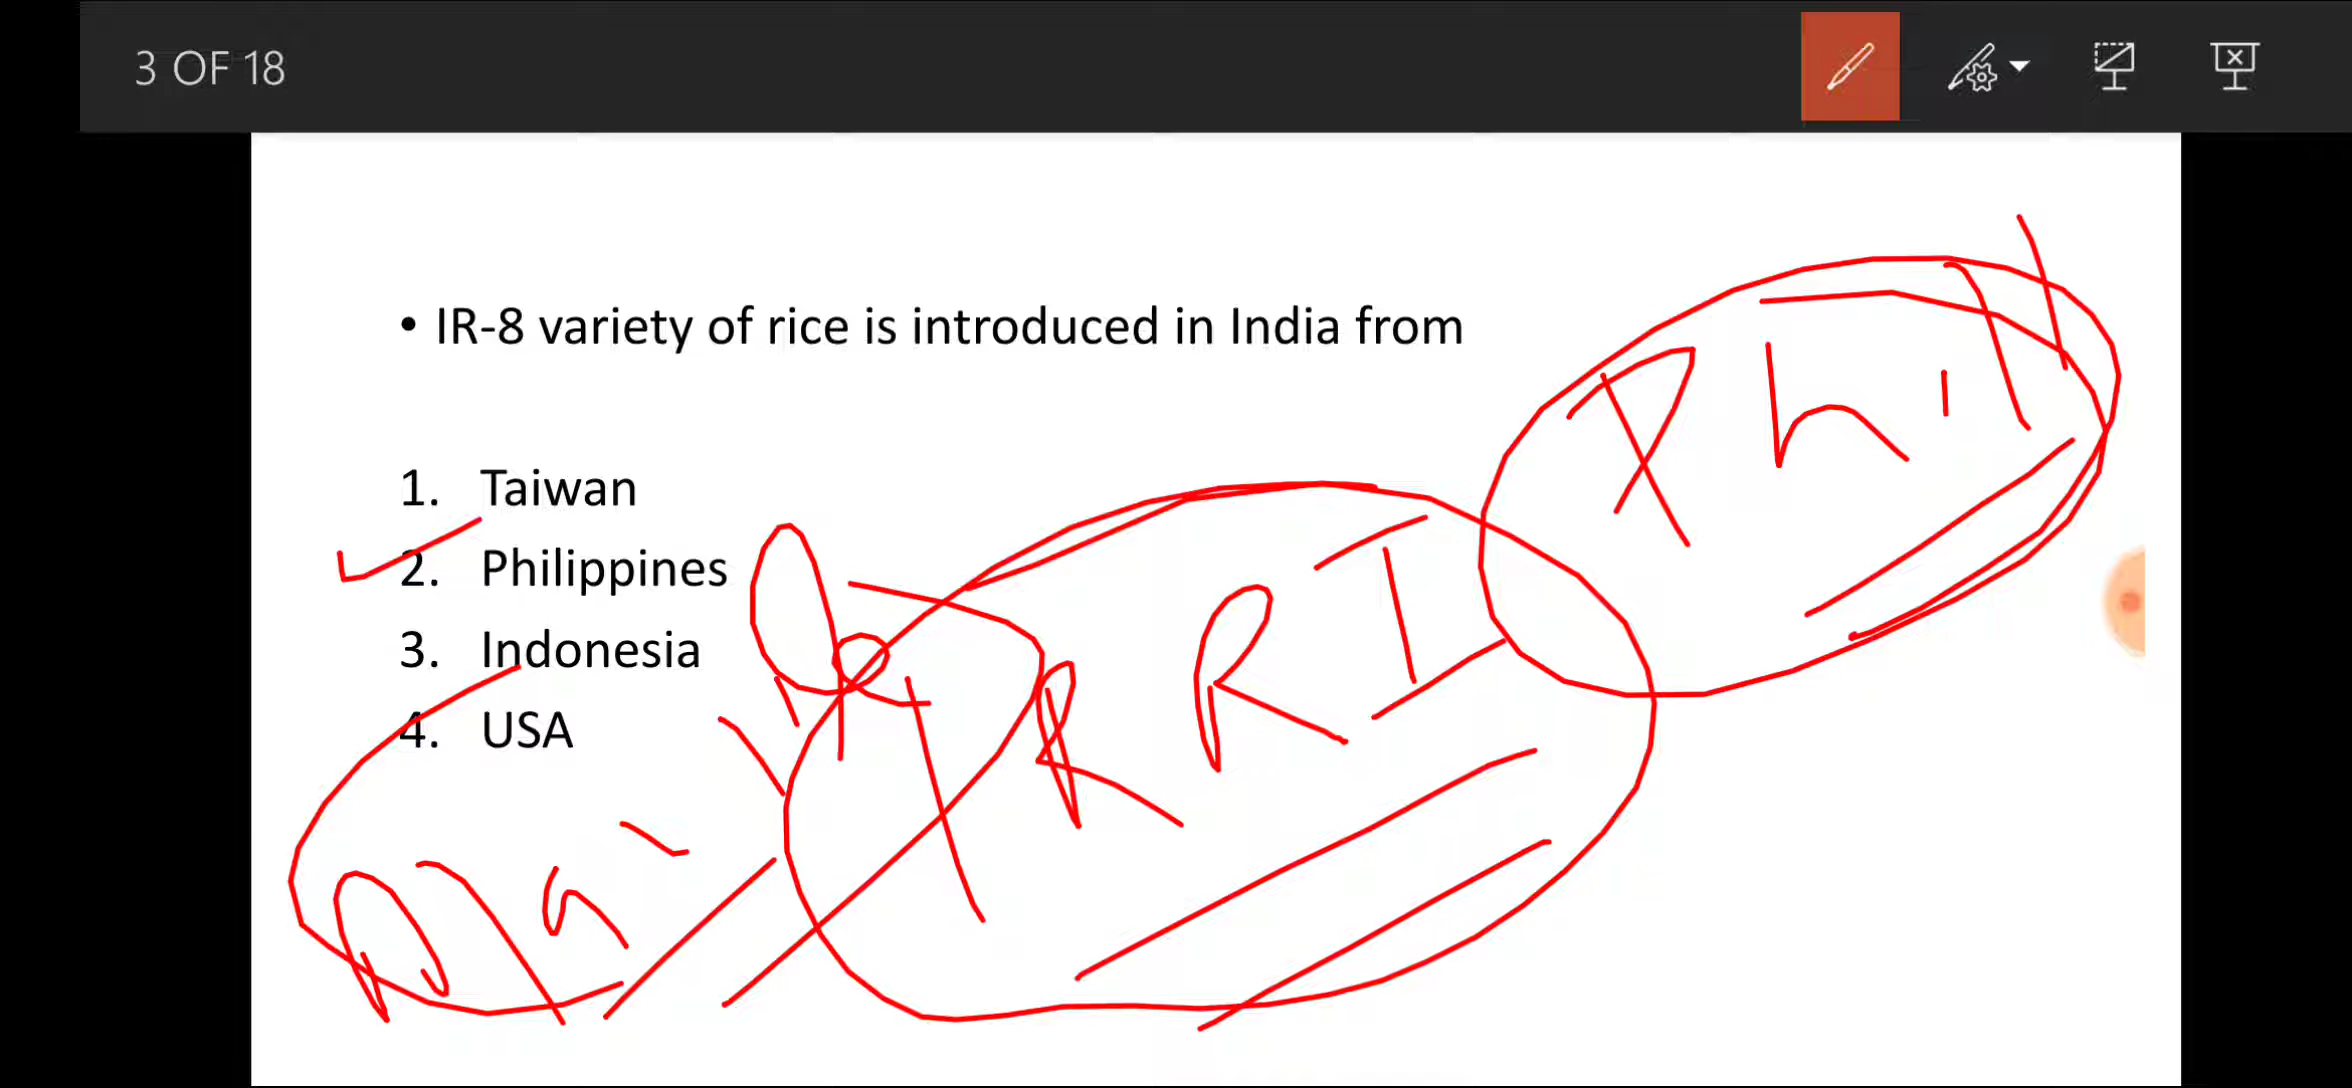 3 OF 18
• IR-8 variety of rice is introduced in India from
Phil
1. Taiwan
2. Philippines
3. Indonesia
4. USA
IRRI